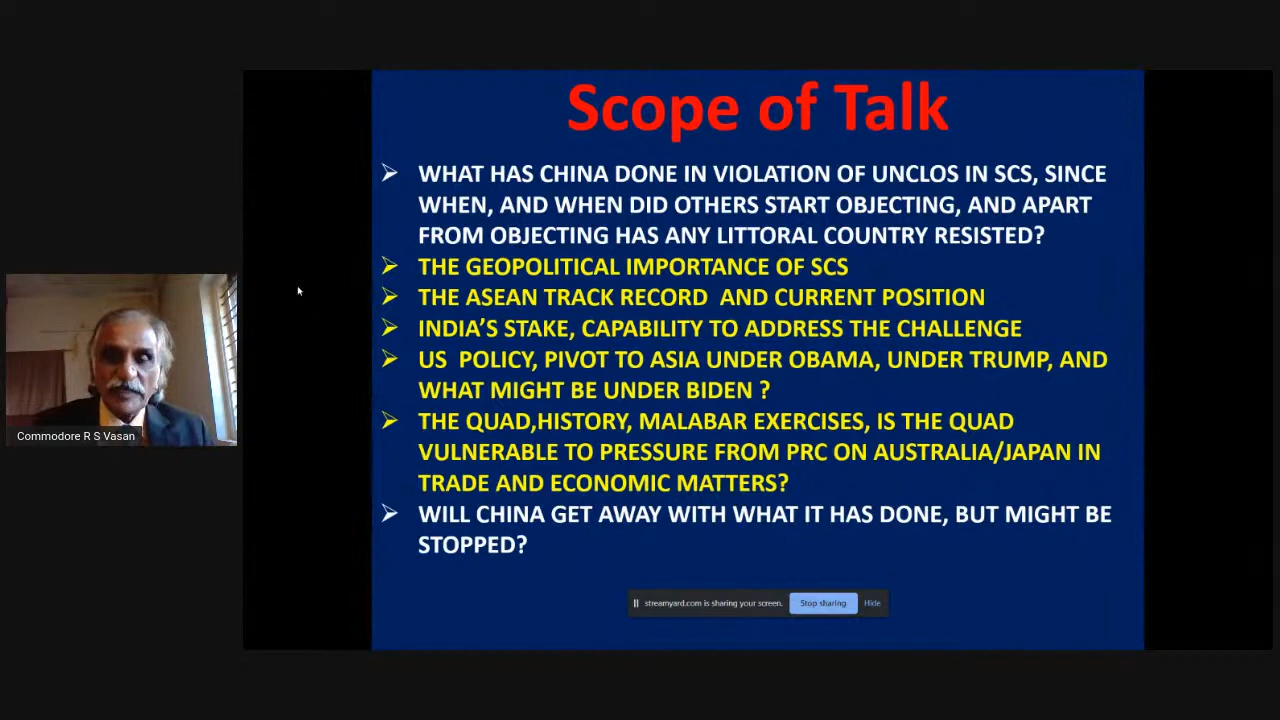 Scope of Talk
WHAT HAS CHINA DONE IN VIOLATION OF UNCLOS IN SCS, SINCE
WHEN, AND WHEN DID OTHERS START OBJECTING, AND APART
FROM OBJECTING HAS ANY LITTORAL COUNTRY RESISTED?
THE GEOPOLITICAL IMPORTANCE OF SCS
THE ASEAN TRACK RECORD AND CURRENT POSITION
INDIA’S STAKE, CAPABILITY TO ADDRESS THE CHALLENGE
US POLICY, PIVOT TO ASIA UNDER OBAMA, UNDER TRUMP, AND
WHAT MIGHT BE UNDER BIDEN ?
THE QUAD,HISTORY, MALABAR EXERCISES, IS THE QUAD
VULNERABLE TO PRESSURE FROM PRC ON AUSTRALIA/JAPAN IN
TRADE AND ECONOMIC MATTERS?
WILL CHINA GET AWAY WITH WHAT IT HAS DONE, BUT MIGHT BE
STOPPED?
streamyard.com is sharing your screen. Stop sharing Hide
Commodore R S Vasan